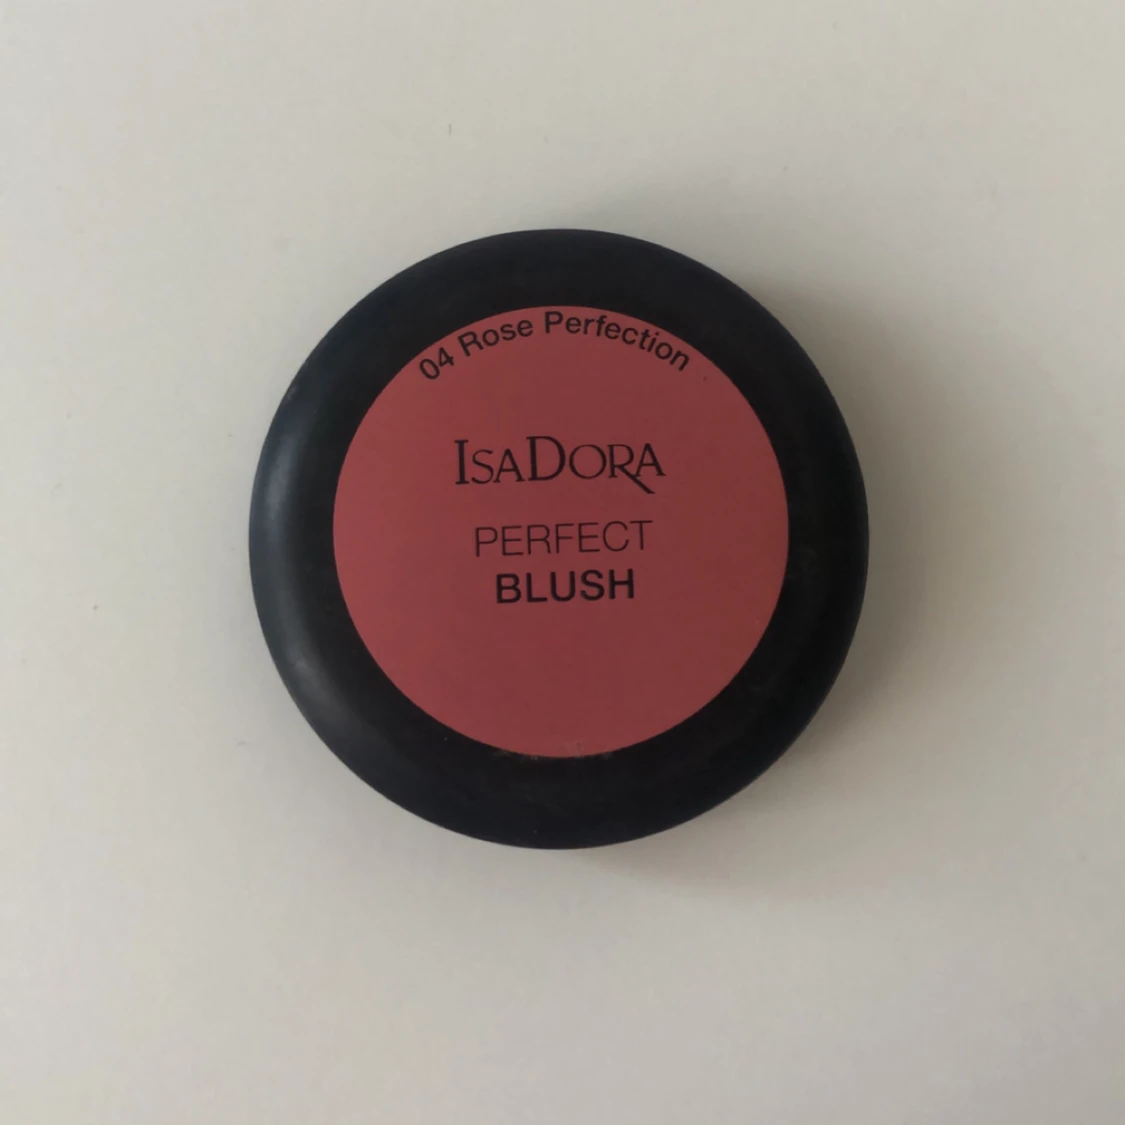 04 Rose Perfection
IsaDora
PERFECT
BLUSH